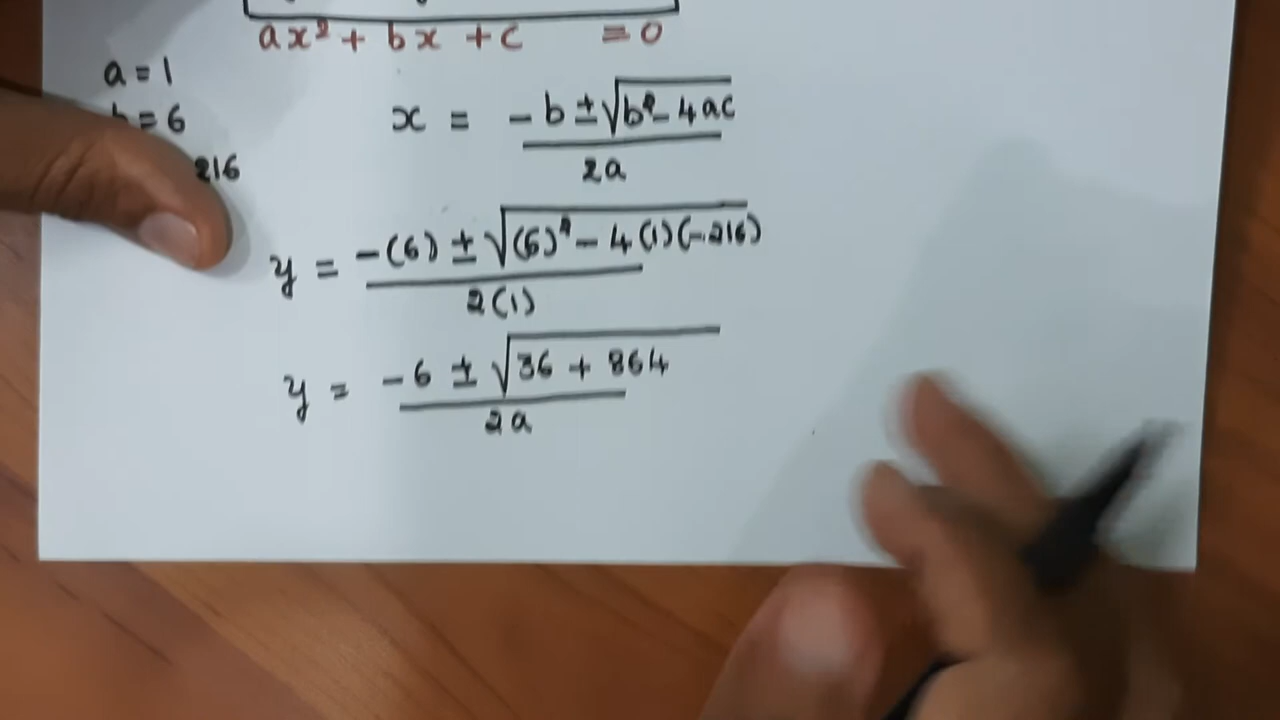 ax² + bx + c = 0
a = 1
= 6
216
x = -b ± √b² - 4ac / 2a
y = -(6) ± √(6)² - 4(1)(-216) / 2(1)
y = -6 ± √36 + 864 / 2a